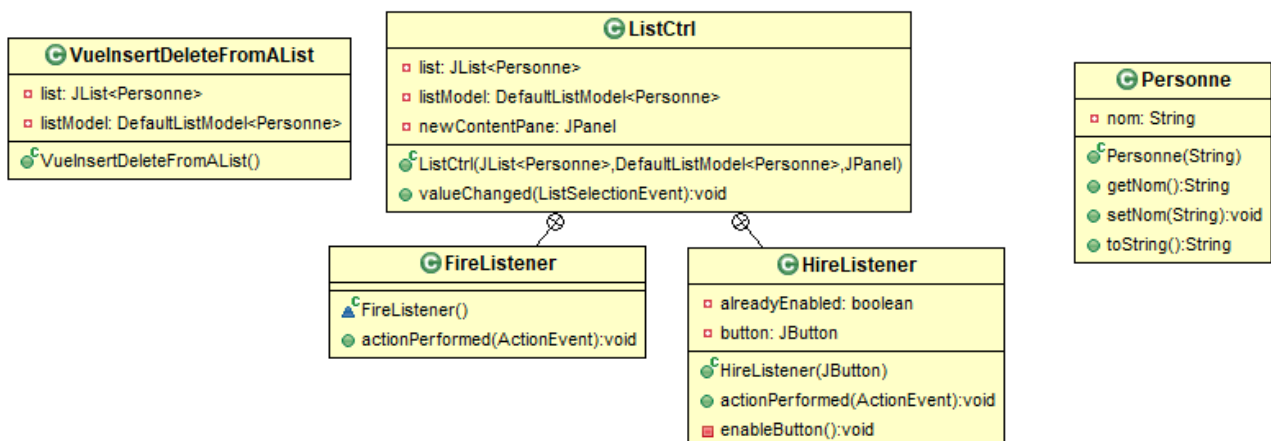 VueInsertDeleteFromAList
list: JList<Personne>
listModel: DefaultListModel<Personne>
VueInsertDeleteFromAList()
ListCtrl
list: JList<Personne>
listModel: DefaultListModel<Personne>
newContentPane: JPanel
ListCtrl(JList<Personne>,DefaultListModel<Personne>,JPanel)
valueChanged(ListSelectionEvent):void
Personne
nom: String
Personne(String)
getNom():String
setNom(String):void
toString():String
FireListener
FireListener()
actionPerformed(ActionEvent):void
HireListener
alreadyEnabled: boolean
button: JButton
HireListener(JButton)
actionPerformed(ActionEvent):void
enableButton():void